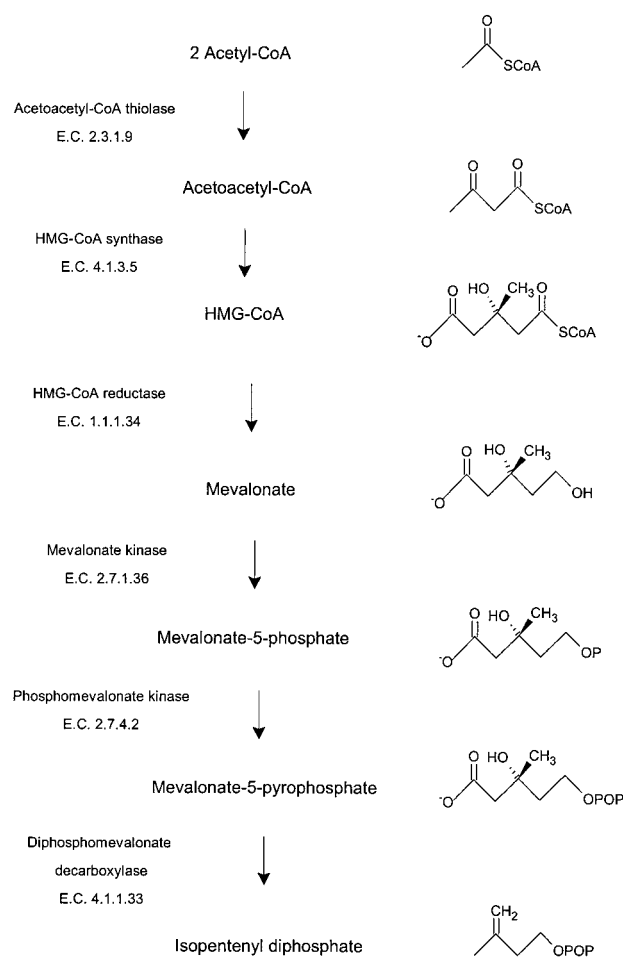 2 Acetyl-CoA
O
SCoA
Acetoacetyl-CoA thiolase
E.C. 2.3.1.9
Acetoacetyl-CoA
O O
SCoA
HMG-CoA synthase
E.C. 4.1.3.5
HMG-CoA
O HO CH3 O
-O SCoA
HMG-CoA reductase
E.C. 1.1.1.34
Mevalonate
O HO CH3
-O OH
Mevalonate kinase
E.C. 2.7.1.36
Mevalonate-5-phosphate
O HO CH3
-O OP
Phosphomevalonate kinase
E.C. 2.7.4.2
Mevalonate-5-pyrophosphate
O HO CH3
-O OPOP
Diphosphomevalonate
decarboxylase
E.C. 4.1.1.33
Isopentenyl diphosphate
CH2
OPOP